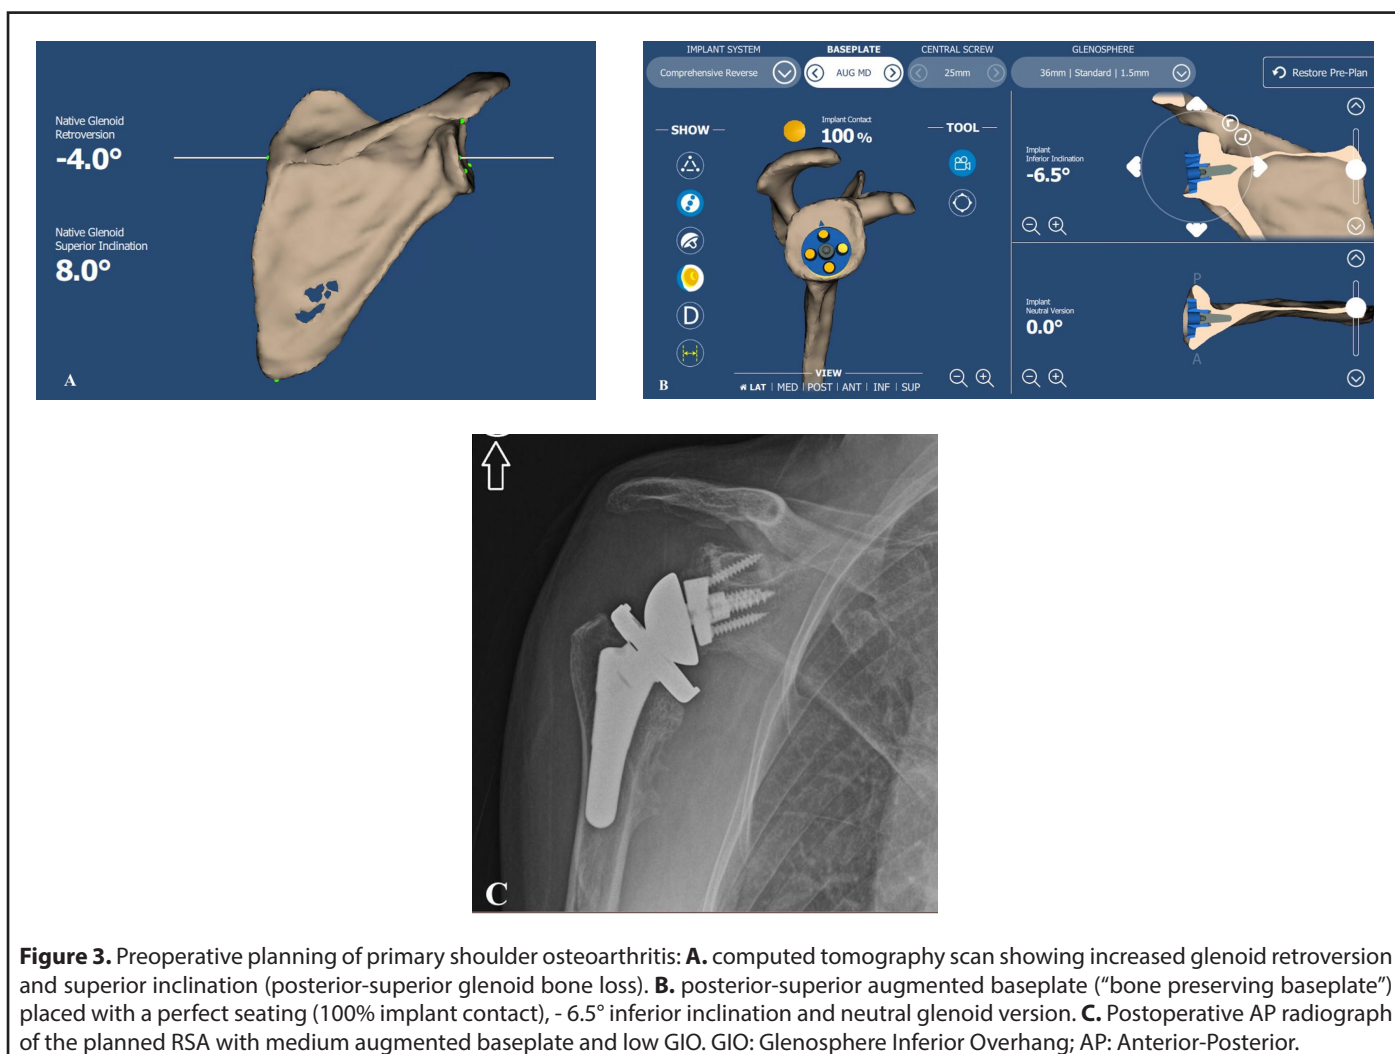 Native Glenoid
Retroversion
-4.0°
Native Glenoid
Superior Inclination
8.0°
A
IMPLANT SYSTEM
BASEPLATE
CENTRAL SCREW
GLENOSPHERE
Comprehensive Reverse
AUG MD
25mm
36mm | Standard | 1.5mm
Restore Pre-Plan
SHOW
Implant Contact
100 %
TOOL
D
VIEW
LAT | MED | POST | ANT | INF | SUP
B
Implant
Inferior Inclination
-6.5°
Implant
Neutral Version
0.0°
P
A
C
Figure 3. Preoperative planning of primary shoulder osteoarthritis: A. computed tomography scan showing increased glenoid retroversion
and superior inclination (posterior-superior glenoid bone loss). B. posterior-superior augmented baseplate (“bone preserving baseplate”)
placed with a perfect seating (100% implant contact), - 6.5° inferior inclination and neutral glenoid version. C. Postoperative AP radiograph
of the planned RSA with medium augmented baseplate and low GIO. GIO: Glenosphere Inferior Overhang; AP: Anterior-Posterior.